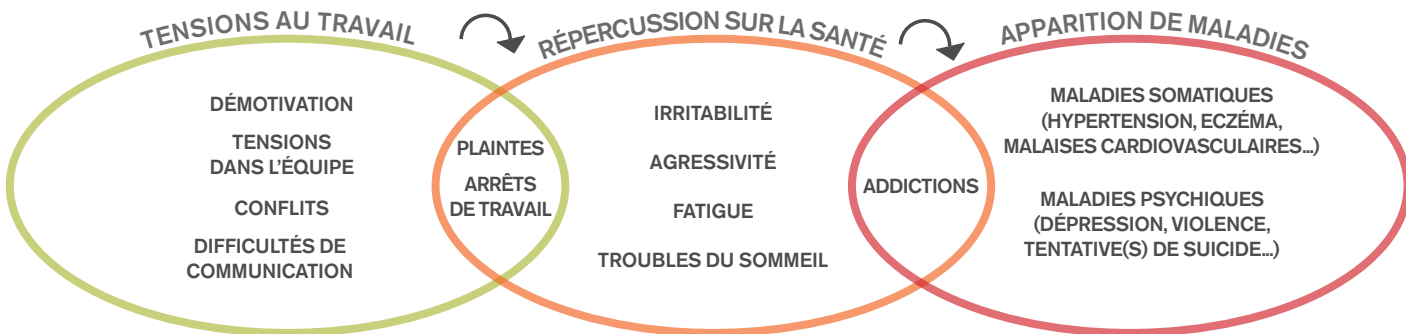 TENSIONS AU TRAVAIL
DÉMOTIVATION
TENSIONS
DANS L'ÉQUIPE
CONFLITS
DIFFICULTÉS DE
COMMUNICATION
PLAINTES
ARRÊTS
DE TRAVAIL
RÉPERCUSSION SUR LA SANTÉ
IRRITABILITÉ
AGRESSIVITÉ
FATIGUE
TROUBLES DU SOMMEIL
ADDICTIONS
APPARITION DE MALADIES
MALADIES SOMATIQUES
(HYPERTENSION, ECZÉMA,
MALAISES CARDIOVASCULAIRES...)
MALADIES PSYCHIQUES
(DÉPRESSION, VIOLENCE,
TENTATIVE(S) DE SUICIDE...)